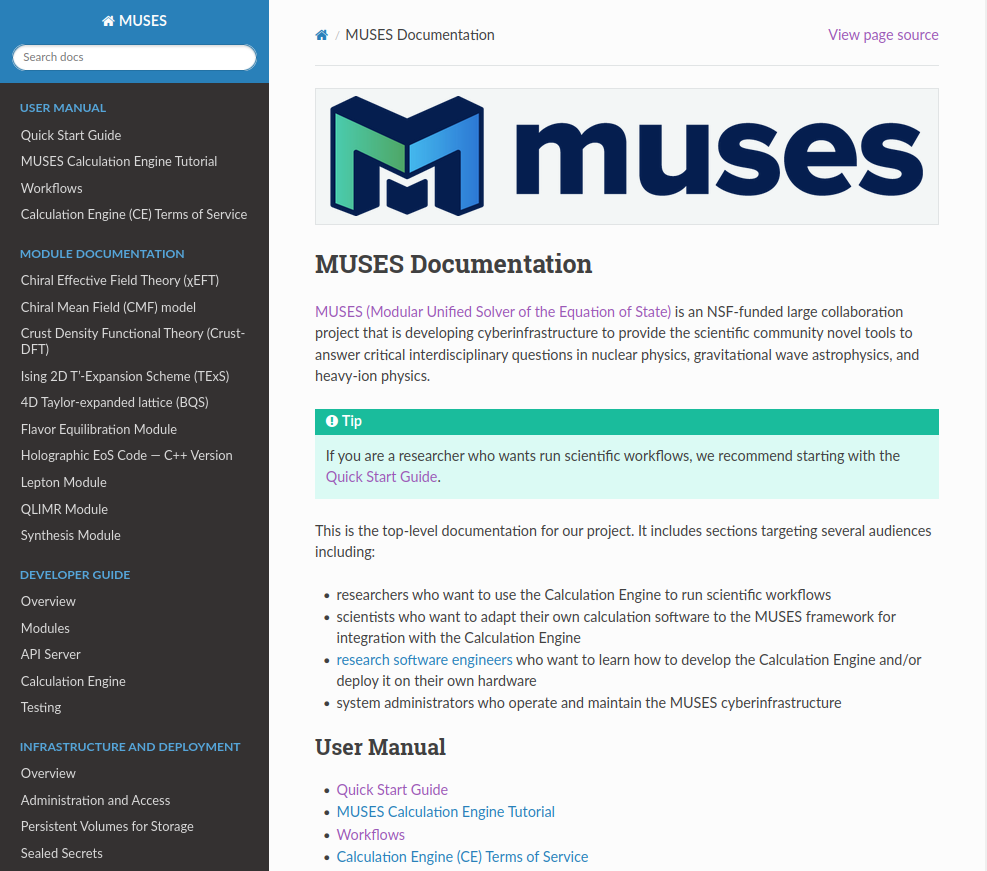 MUSES
Search docs
USER MANUAL
Quick Start Guide
MUSES Calculation Engine Tutorial
Workflows
Calculation Engine (CE) Terms of Service
MODULE DOCUMENTATION
Chiral Effective Field Theory (χEFT)
Chiral Mean Field (CMF) model
Crust Density Functional Theory (Crust-
DFT)
Ising 2D T'-Expansion Scheme (TExS)
4D Taylor-expanded lattice (BQS)
Flavor Equilibration Module
Holographic EoS Code — C++ Version
Lepton Module
QLIMR Module
Synthesis Module
DEVELOPER GUIDE
Overview
Modules
API Server
Calculation Engine
Testing
INFRASTRUCTURE AND DEPLOYMENT
Overview
Administration and Access
Persistent Volumes for Storage
Sealed Secrets
/ MUSES Documentation
View page source
muses
MUSES Documentation
MUSES (Modular Unified Solver of the Equation of State) is an NSF-funded large collaboration
project that is developing cyberinfrastructure to provide the scientific community novel tools to
answer critical interdisciplinary questions in nuclear physics, gravitational wave astrophysics, and
heavy-ion physics.
Tip
If you are a researcher who wants run scientific workflows, we recommend starting with the
Quick Start Guide.
This is the top-level documentation for our project. It includes sections targeting several audiences
including:
• researchers who want to use the Calculation Engine to run scientific workflows
• scientists who want to adapt their own calculation software to the MUSES framework for
integration with the Calculation Engine
• research software engineers who want to learn how to develop the Calculation Engine and/or
deploy it on their own hardware
• system administrators who operate and maintain the MUSES cyberinfrastructure
User Manual
• Quick Start Guide
• MUSES Calculation Engine Tutorial
• Workflows
• Calculation Engine (CE) Terms of Service